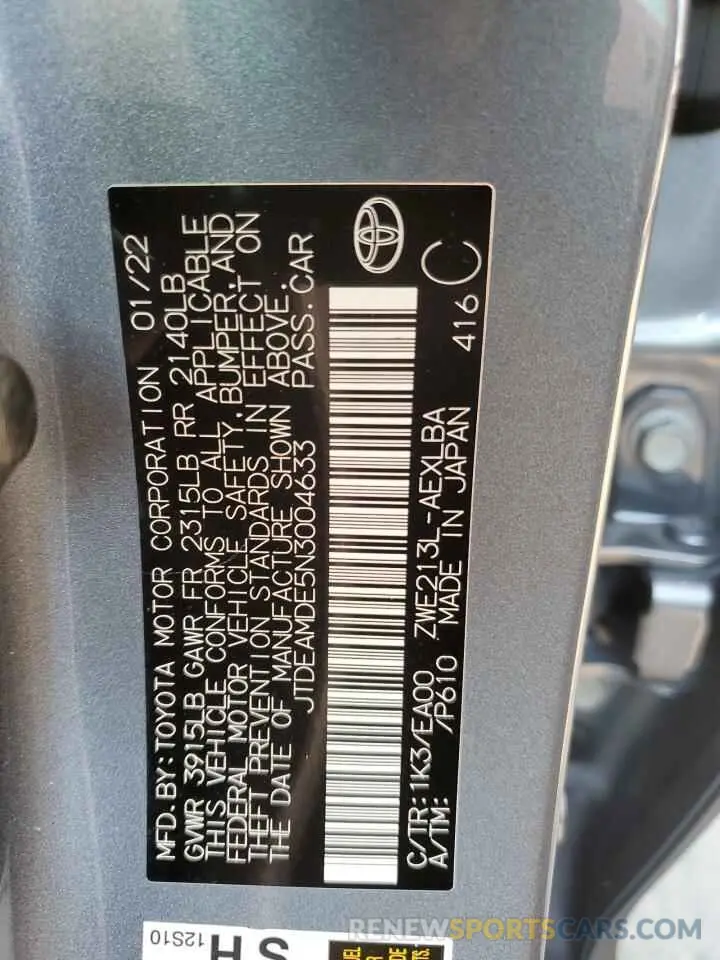 MFD.BY:TOYOTA MOTOR CORPORATION 01/22
GVWR 3915LB GAWR FR 2315LB RR 2140LB
THIS VEHICLE CONFORMS TO ALL APPLICABLE
FEDERAL MOTOR VEHICLE SAFETY,BUMPER,AND
THEFT PREVENTION STANDARDS IN EFFECT ON
THE DATE OF MANUFACTURE SHOWN ABOVE.
JTDEAMDE5N3004633 PASS.CAR
C/TR:1K3/EA00 ZWE213L-AEXLBA
A/TM: /P610 MADE IN JAPAN
416 C
12S10
SH
RENEWSPORTSCARS.COM